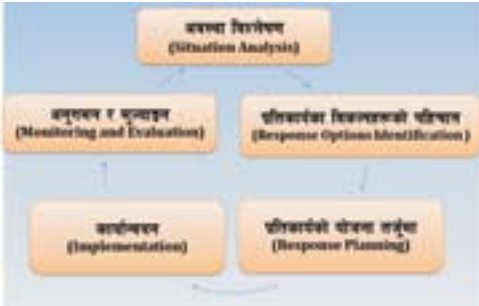 अवस्था विश्लेषण
(Situation Analysis)
प्रतिकार्यका विकल्पहरूको पहिचान
(Response Options Identification)
प्रतिकार्यको योजना तर्जुमा
(Response Planning)
कार्यान्वयन
(Implementation)
अनुगमन र मूल्याङ्कन
(Monitoring and Evaluation)